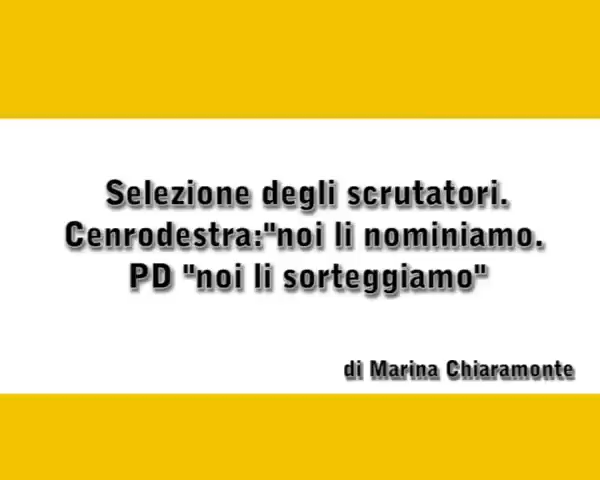 Selezione degli scrutatori.
Cenrodestra:"noi li nominiamo.
PD "noi li sorteggiamo"
di Marina Chiaramonte